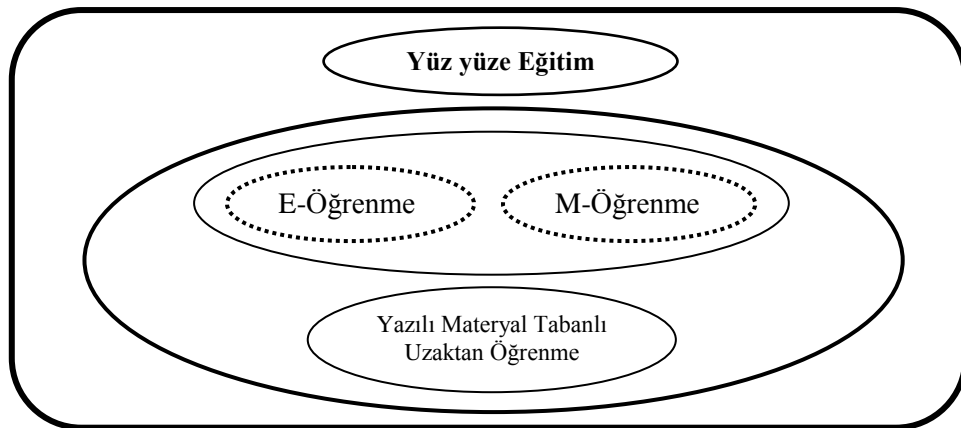 Yüz yüze Eğitim
E-Öğrenme
M-Öğrenme
Yazılı Materyal Tabanlı
Uzaktan Öğrenme